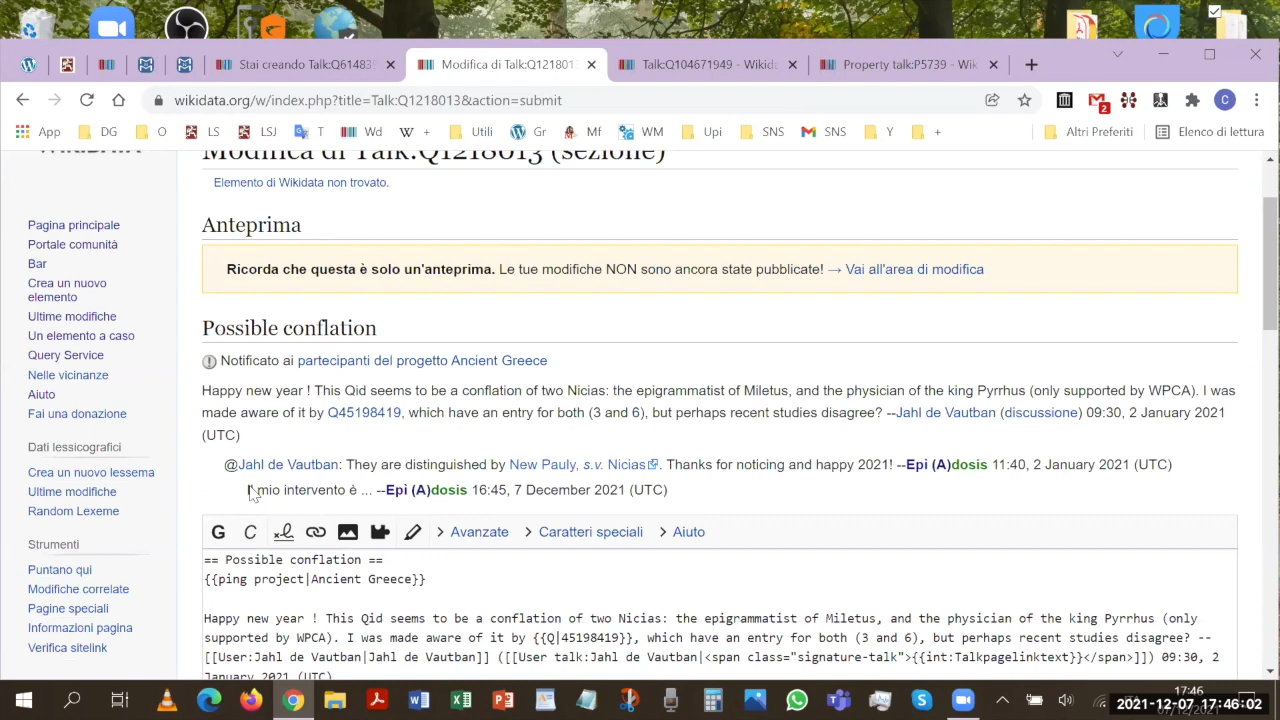 Stai creando Talk:Q61483
Modifica di Talk:Q1218013
Talk:Q104671949 - Wikid
Property talk:P5739 - Wik
wikidata.org/w/index.php?title=Talk:Q1218013&action=submit
2
C
App
DG
O
LS
LSJ
T
Wd
+
Utili
Gr
Mf
WM
Upi
SNS
SNS
Y
+
Altri Preferiti
Elenco di lettura
WIKIDATA
Modifica di Talk:Q1218013 (sezione)
Elemento di Wikidata non trovato.
Pagina principale
Portale comunità
Bar
Crea un nuovo
elemento
Ultime modifiche
Un elemento a caso
Query Service
Nelle vicinanze
Aiuto
Fai una donazione
Dati lessicografici
Crea un nuovo lessema
Ultime modifiche
Random Lexeme
Strumenti
Puntano qui
Modifiche correlate
Pagine speciali
Informazioni pagina
Verifica sitelink
Anteprima
Ricorda che questa è solo un'anteprima. Le tue modifiche NON sono ancora state pubblicate! → Vai all'area di modifica
Possible conflation
Notificato ai partecipanti del progetto Ancient Greece
Happy new year ! This Qid seems to be a conflation of two Nicias: the epigrammatist of Miletus, and the physician of the king Pyrrhus (only supported by WPCA). I was
made aware of it by Q45198419, which have an entry for both (3 and 6), but perhaps recent studies disagree? --Jahl de Vautban (discussione) 09:30, 2 January 2021
(UTC)
@Jahl de Vautban: They are distinguished by New Pauly, s.v. Nicias. Thanks for noticing and happy 2021! --Epi (A)dosis 11:40, 2 January 2021 (UTC)
mio intervento è ... --Epi (A)dosis 16:45, 7 December 2021 (UTC)
G C Avanzate Caratteri speciali Aiuto
== Possible conflation ==
{{ping project|Ancient Greece}}
Happy new year ! This Qid seems to be a conflation of two Nicias: the epigrammatist of Miletus, and the physician of the king Pyrrhus (only
supported by WPCA). I was made aware of it by {{Q|45198419}}, which have an entry for both (3 and 6), but perhaps recent studies disagree? --
[[User:Jahl de Vautban|Jahl de Vautban]] ([[User talk:Jahl de Vautban|<span class="signature-talk">{{int:Talkpagelinktext}}</span>]]) 09:30, 2
January 2021 (UTC)
17:46
2021-12-07 17:46:02